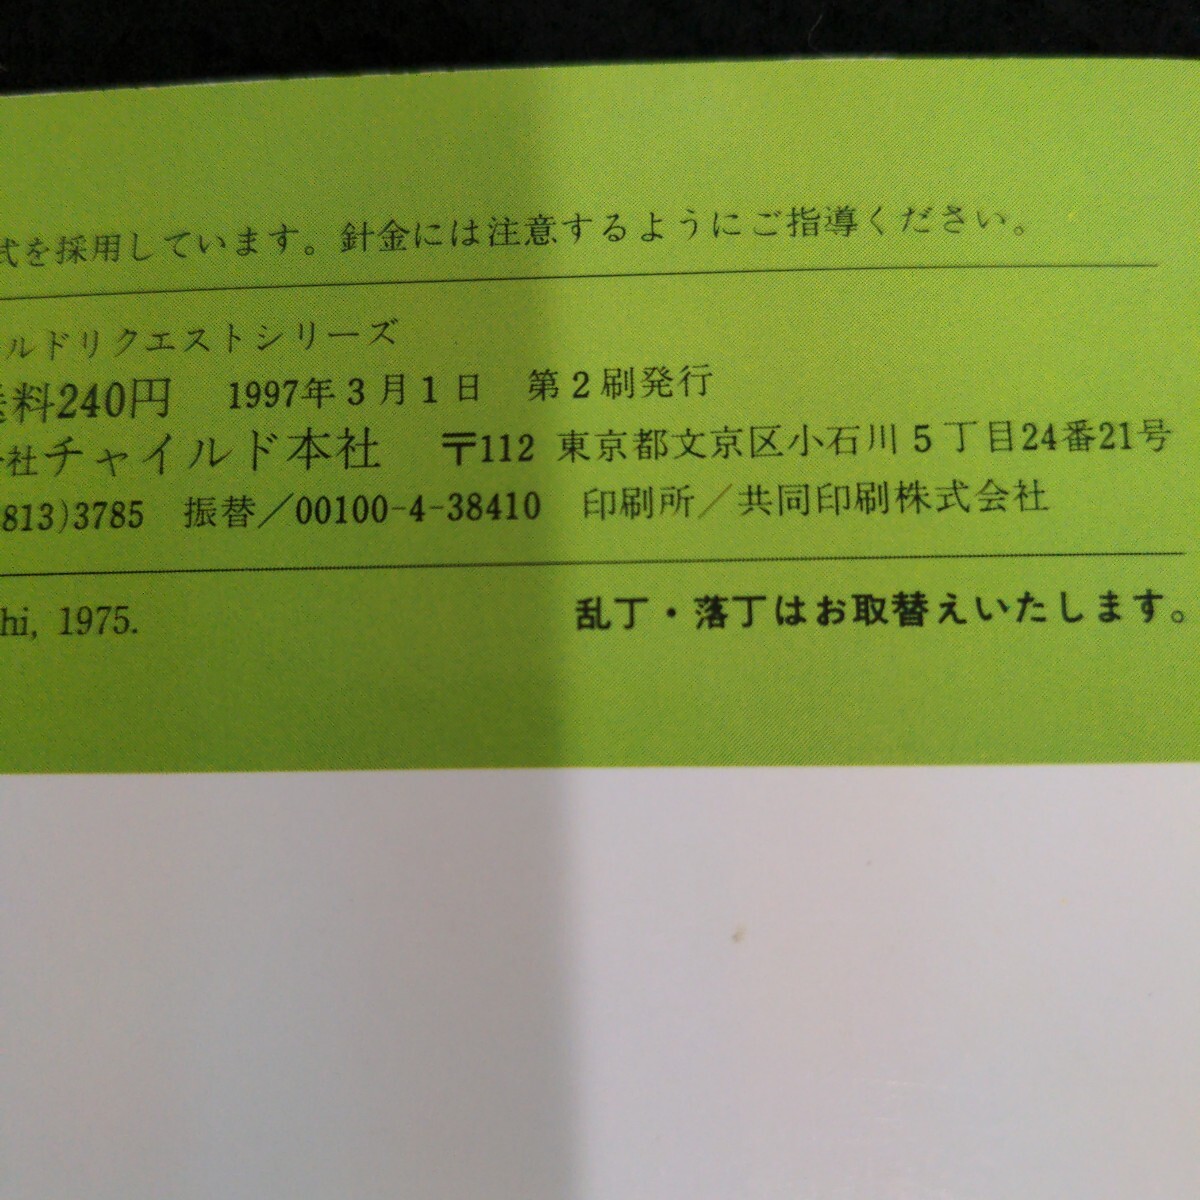 式を採用しています。針金には注意するようにご指導ください。
ルドリクエストシリーズ
料240円　1997年3月1日　第2刷発行
社チャイルド本社　〒112 東京都文京区小石川5丁目24番21号
813)3785　振替／00100-4-38410　印刷所／共同印刷株式会社
hi, 1975.
乱丁・落丁はお取替えいたします。